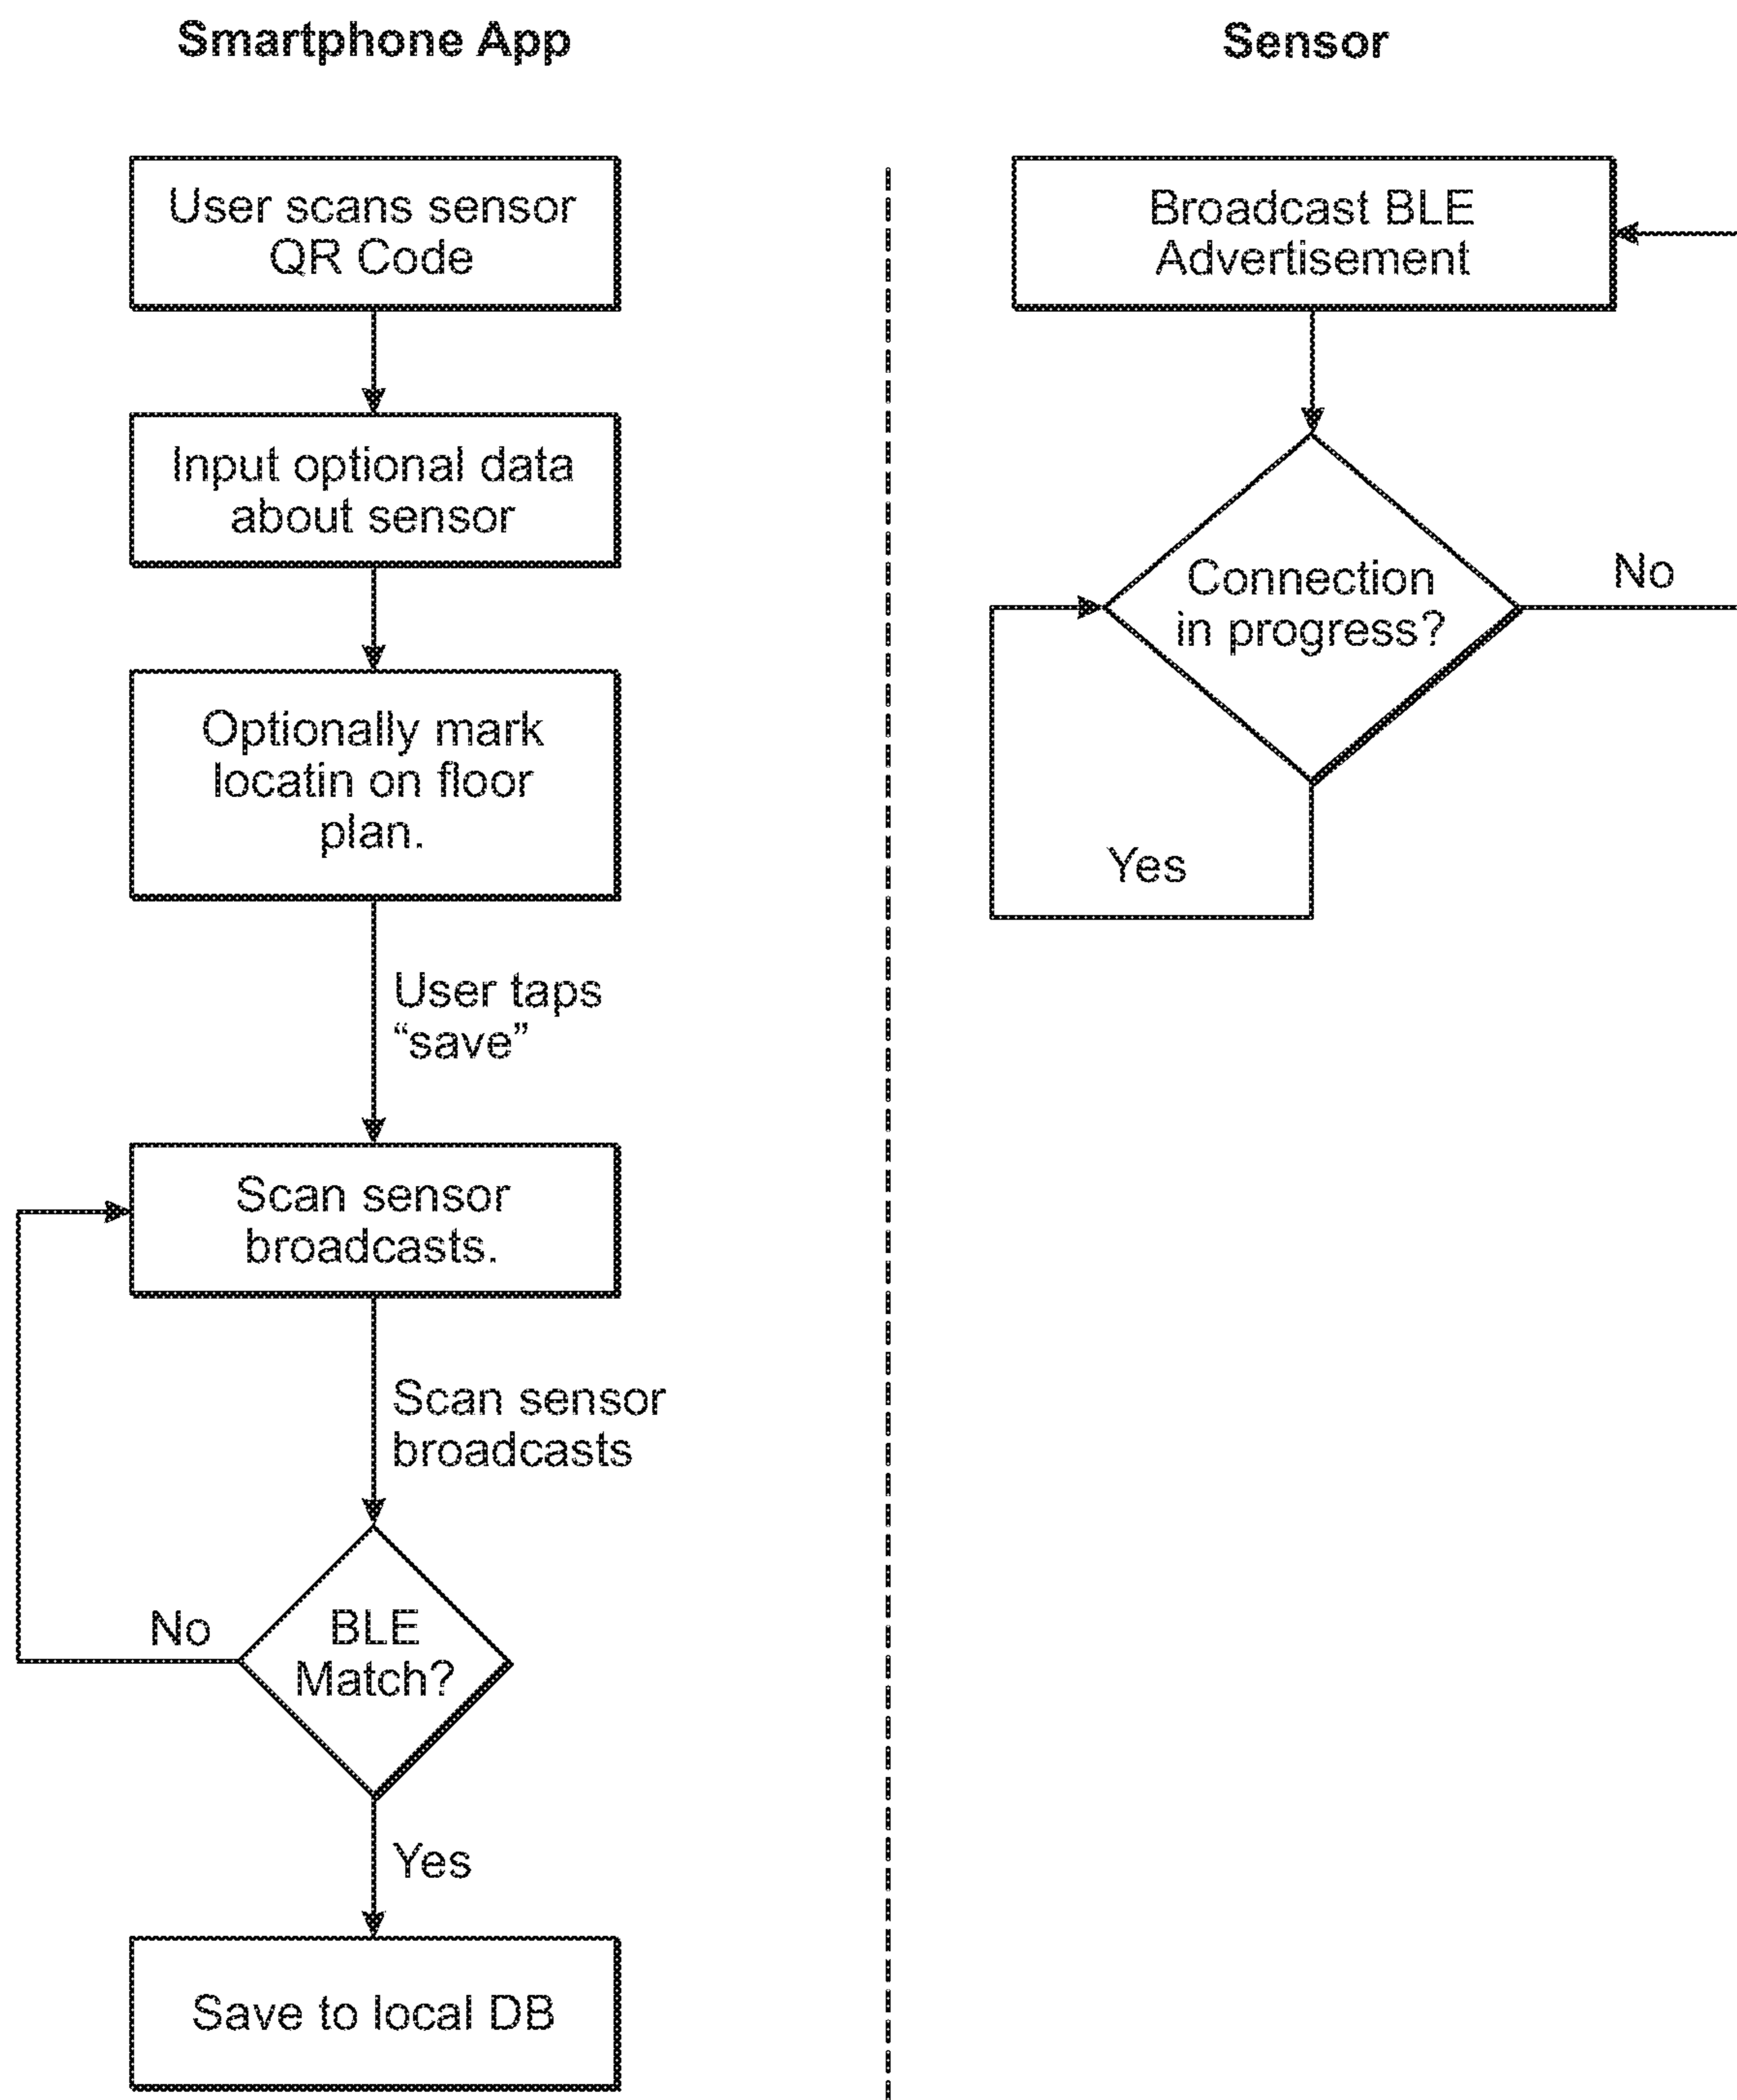 Smartphone App
User scans sensor
QR Code
Input optional data
about sensor
Optionally mark
locatin on floor
plan.
User taps
“save”
Scan sensor
broadcasts.
Scan sensor
broadcasts
No
BLE
Match?
Yes
Save to local DB
Sensor
Broadcast BLE
Advertisement
Connection
in progress?
No
Yes